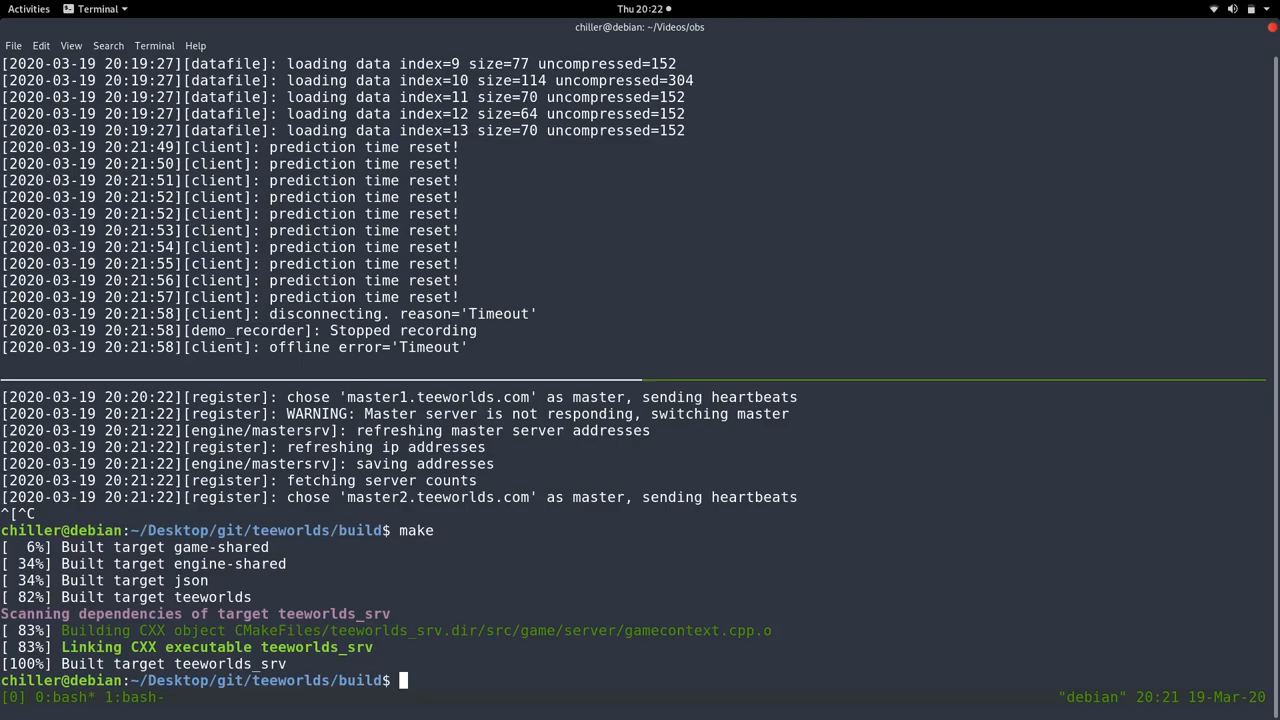 Activities Terminal Thu 20:22
chiller@debian: ~/Videos/obs
File Edit View Search Terminal Help
[2020-03-19 20:19:27][datafile]: loading data index=9 size=77 uncompressed=152
[2020-03-19 20:19:27][datafile]: loading data index=10 size=114 uncompressed=304
[2020-03-19 20:19:27][datafile]: loading data index=11 size=70 uncompressed=152
[2020-03-19 20:19:27][datafile]: loading data index=12 size=64 uncompressed=152
[2020-03-19 20:19:27][datafile]: loading data index=13 size=70 uncompressed=152
[2020-03-19 20:21:49][client]: prediction time reset!
[2020-03-19 20:21:50][client]: prediction time reset!
[2020-03-19 20:21:51][client]: prediction time reset!
[2020-03-19 20:21:52][client]: prediction time reset!
[2020-03-19 20:21:52][client]: prediction time reset!
[2020-03-19 20:21:53][client]: prediction time reset!
[2020-03-19 20:21:54][client]: prediction time reset!
[2020-03-19 20:21:55][client]: prediction time reset!
[2020-03-19 20:21:56][client]: prediction time reset!
[2020-03-19 20:21:57][client]: prediction time reset!
[2020-03-19 20:21:58][client]: disconnecting. reason='Timeout'
[2020-03-19 20:21:58][demo_recorder]: Stopped recording
[2020-03-19 20:21:58][client]: offline error='Timeout'
[2020-03-19 20:20:22][register]: chose 'master1.teeworlds.com' as master, sending heartbeats
[2020-03-19 20:21:22][register]: WARNING: Master server is not responding, switching master
[2020-03-19 20:21:22][engine/mastersrv]: refreshing master server addresses
[2020-03-19 20:21:22][register]: refreshing ip addresses
[2020-03-19 20:21:22][engine/mastersrv]: saving addresses
[2020-03-19 20:21:22][register]: fetching server counts
[2020-03-19 20:21:22][register]: chose 'master2.teeworlds.com' as master, sending heartbeats
^[^C
chiller@debian:~/Desktop/git/teeworlds/build$ make
[  6%] Built target game-shared
[ 34%] Built target engine-shared
[ 34%] Built target json
[ 82%] Built target teeworlds
Scanning dependencies of target teeworlds_srv
[ 83%] Building CXX object CMakeFiles/teeworlds_srv.dir/src/game/server/gamecontext.cpp.o
[ 83%] Linking CXX executable teeworlds_srv
[100%] Built target teeworlds_srv
chiller@debian:~/Desktop/git/teeworlds/build$
[0] 0:bash* 1:bash- "debian" 20:21 19-Mar-20